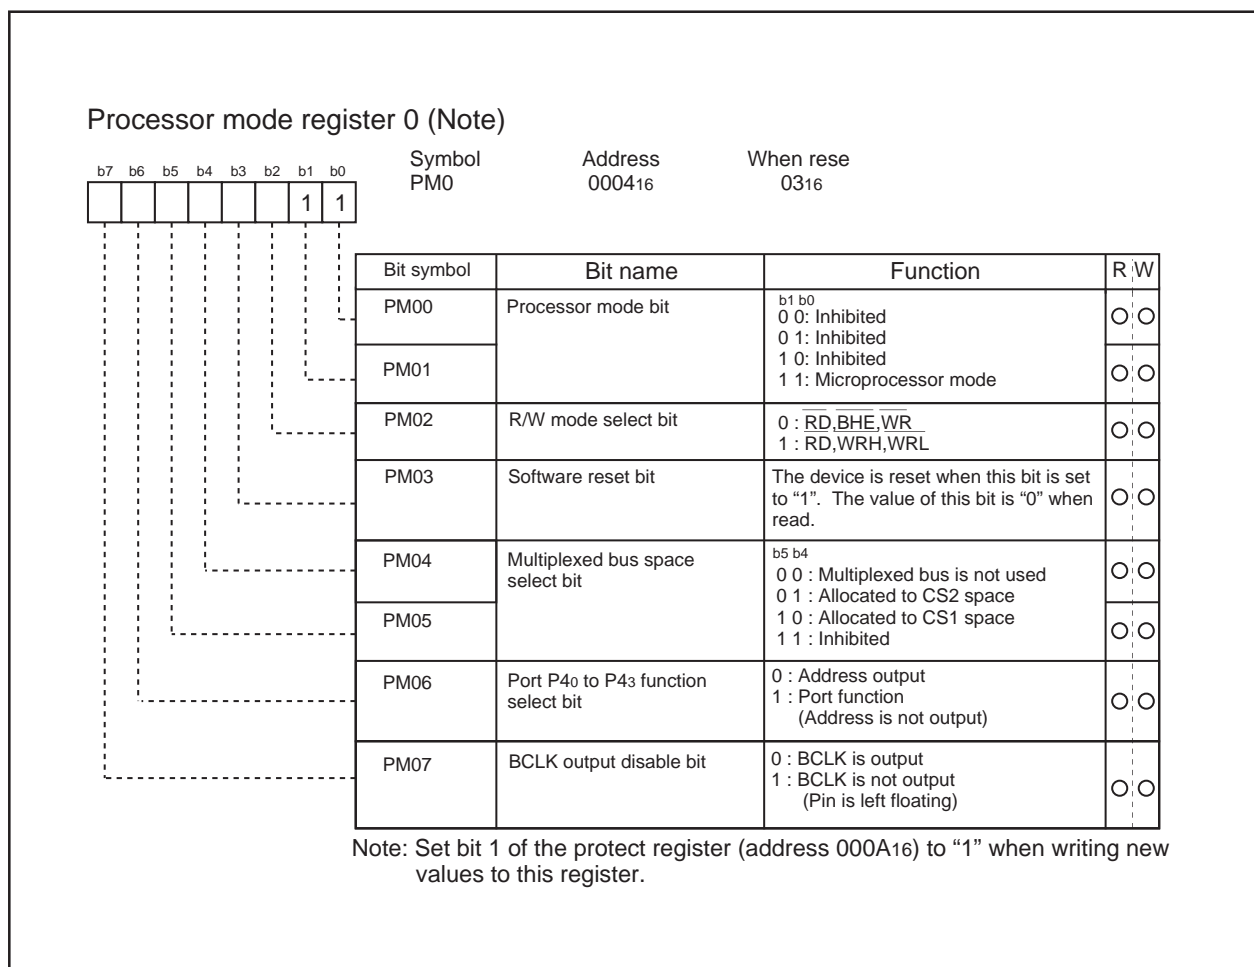 Processor mode register 0 (Note)
Symbol Address When rese
PM0 000416 0316
b7 b6 b5 b4 b3 b2 b1 b0
1 1
Bit symbol Bit name Function R W
PM00 Processor mode bit
b1 b0
0 0: Inhibited
0 1: Inhibited
1 0: Inhibited
1 1: Microprocessor mode
PM01
PM02 R/W mode select bit
0 : RD,BHE,WR
1 : RD,WRH,WRL
PM03 Software reset bit
The device is reset when this bit is set
to “1”. The value of this bit is “0” when
read.
PM04 Multiplexed bus space
select bit
b5 b4
0 0 : Multiplexed bus is not used
0 1 : Allocated to CS2 space
1 0 : Allocated to CS1 space
1 1 : Inhibited
PM05
PM06 Port P40 to P43 function
select bit
0 : Address output
1 : Port function
(Address is not output)
PM07 BCLK output disable bit
0 : BCLK is output
1 : BCLK is not output
(Pin is left floating)
Note: Set bit 1 of the protect register (address 000A16) to “1” when writing new
values to this register.